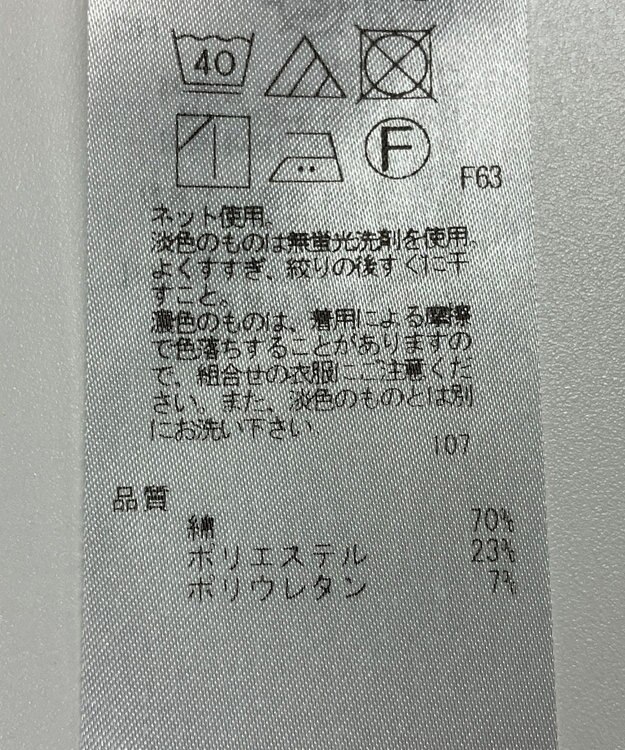 40
F
F63
ネット使用。
淡色のものは無蛍光洗剤を使用。
よくすすぎ、絞りの後すぐに干
すこと。
濃色のものは、着用による摩擦
で色落ちすることがありますの
で、組合せの衣服にご注意くだ
さい。また、淡色のものとは別
にお洗い下さい。
107
品質
綿 70%
ポリエステル 23%
ポリウレタン 7%